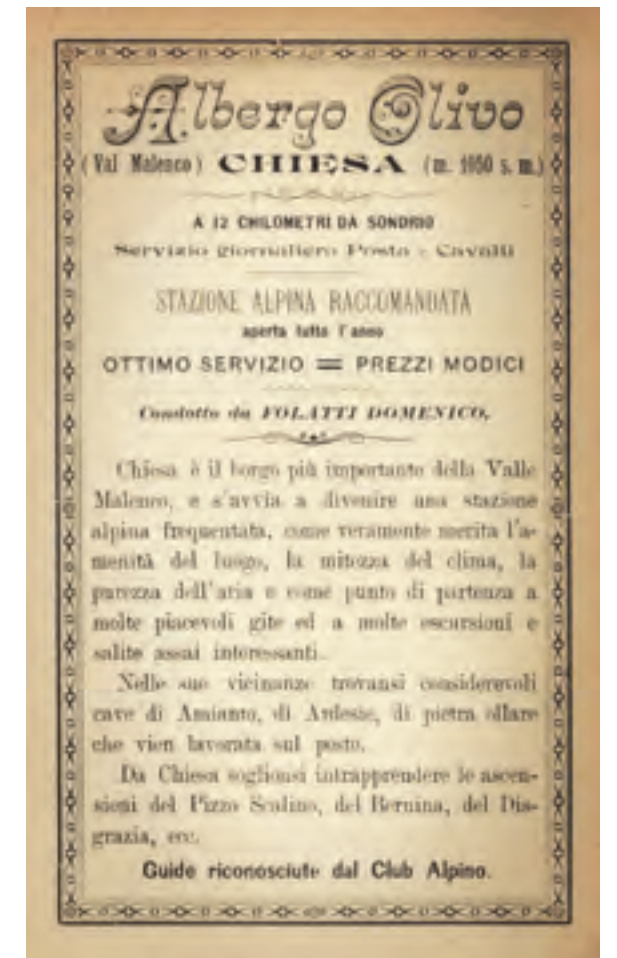 Albergo Olivo
(Val Malenco) CHIESA (m. 1050 s. m.)
A 12 CHILOMETRI DA SONDRIO
Servizio giornaliero Posta - Cavalli
STAZIONE ALPINA RACCOMANDATA
aperta tutto l'anno
OTTIMO SERVIZIO = PREZZI MODICI
Condotto da FOLATTI DOMENICO.
Chiesa è il borgo più importante della Valle
Malenco, e s'avvia a divenire una stazione
alpina frequentata, come veramente merita l'a-
menità del luogo, la mitezza del clima, la
purezza dell'aria e come punto di partenza a
molte piacevoli gite ed a molte escursioni e
salite assai interessanti.
Nelle sue vicinanze trovansi considerevoli
cave di Amianto, di Ardesie, di pietra ollare
che vien lavorata sul posto.
Da Chiesa soglionsi intrapprendere le ascen-
sioni del Pizzo Scalino, del Bernina, del Dis-
grazia, ecc.
Guide riconosciute dal Club Alpino.